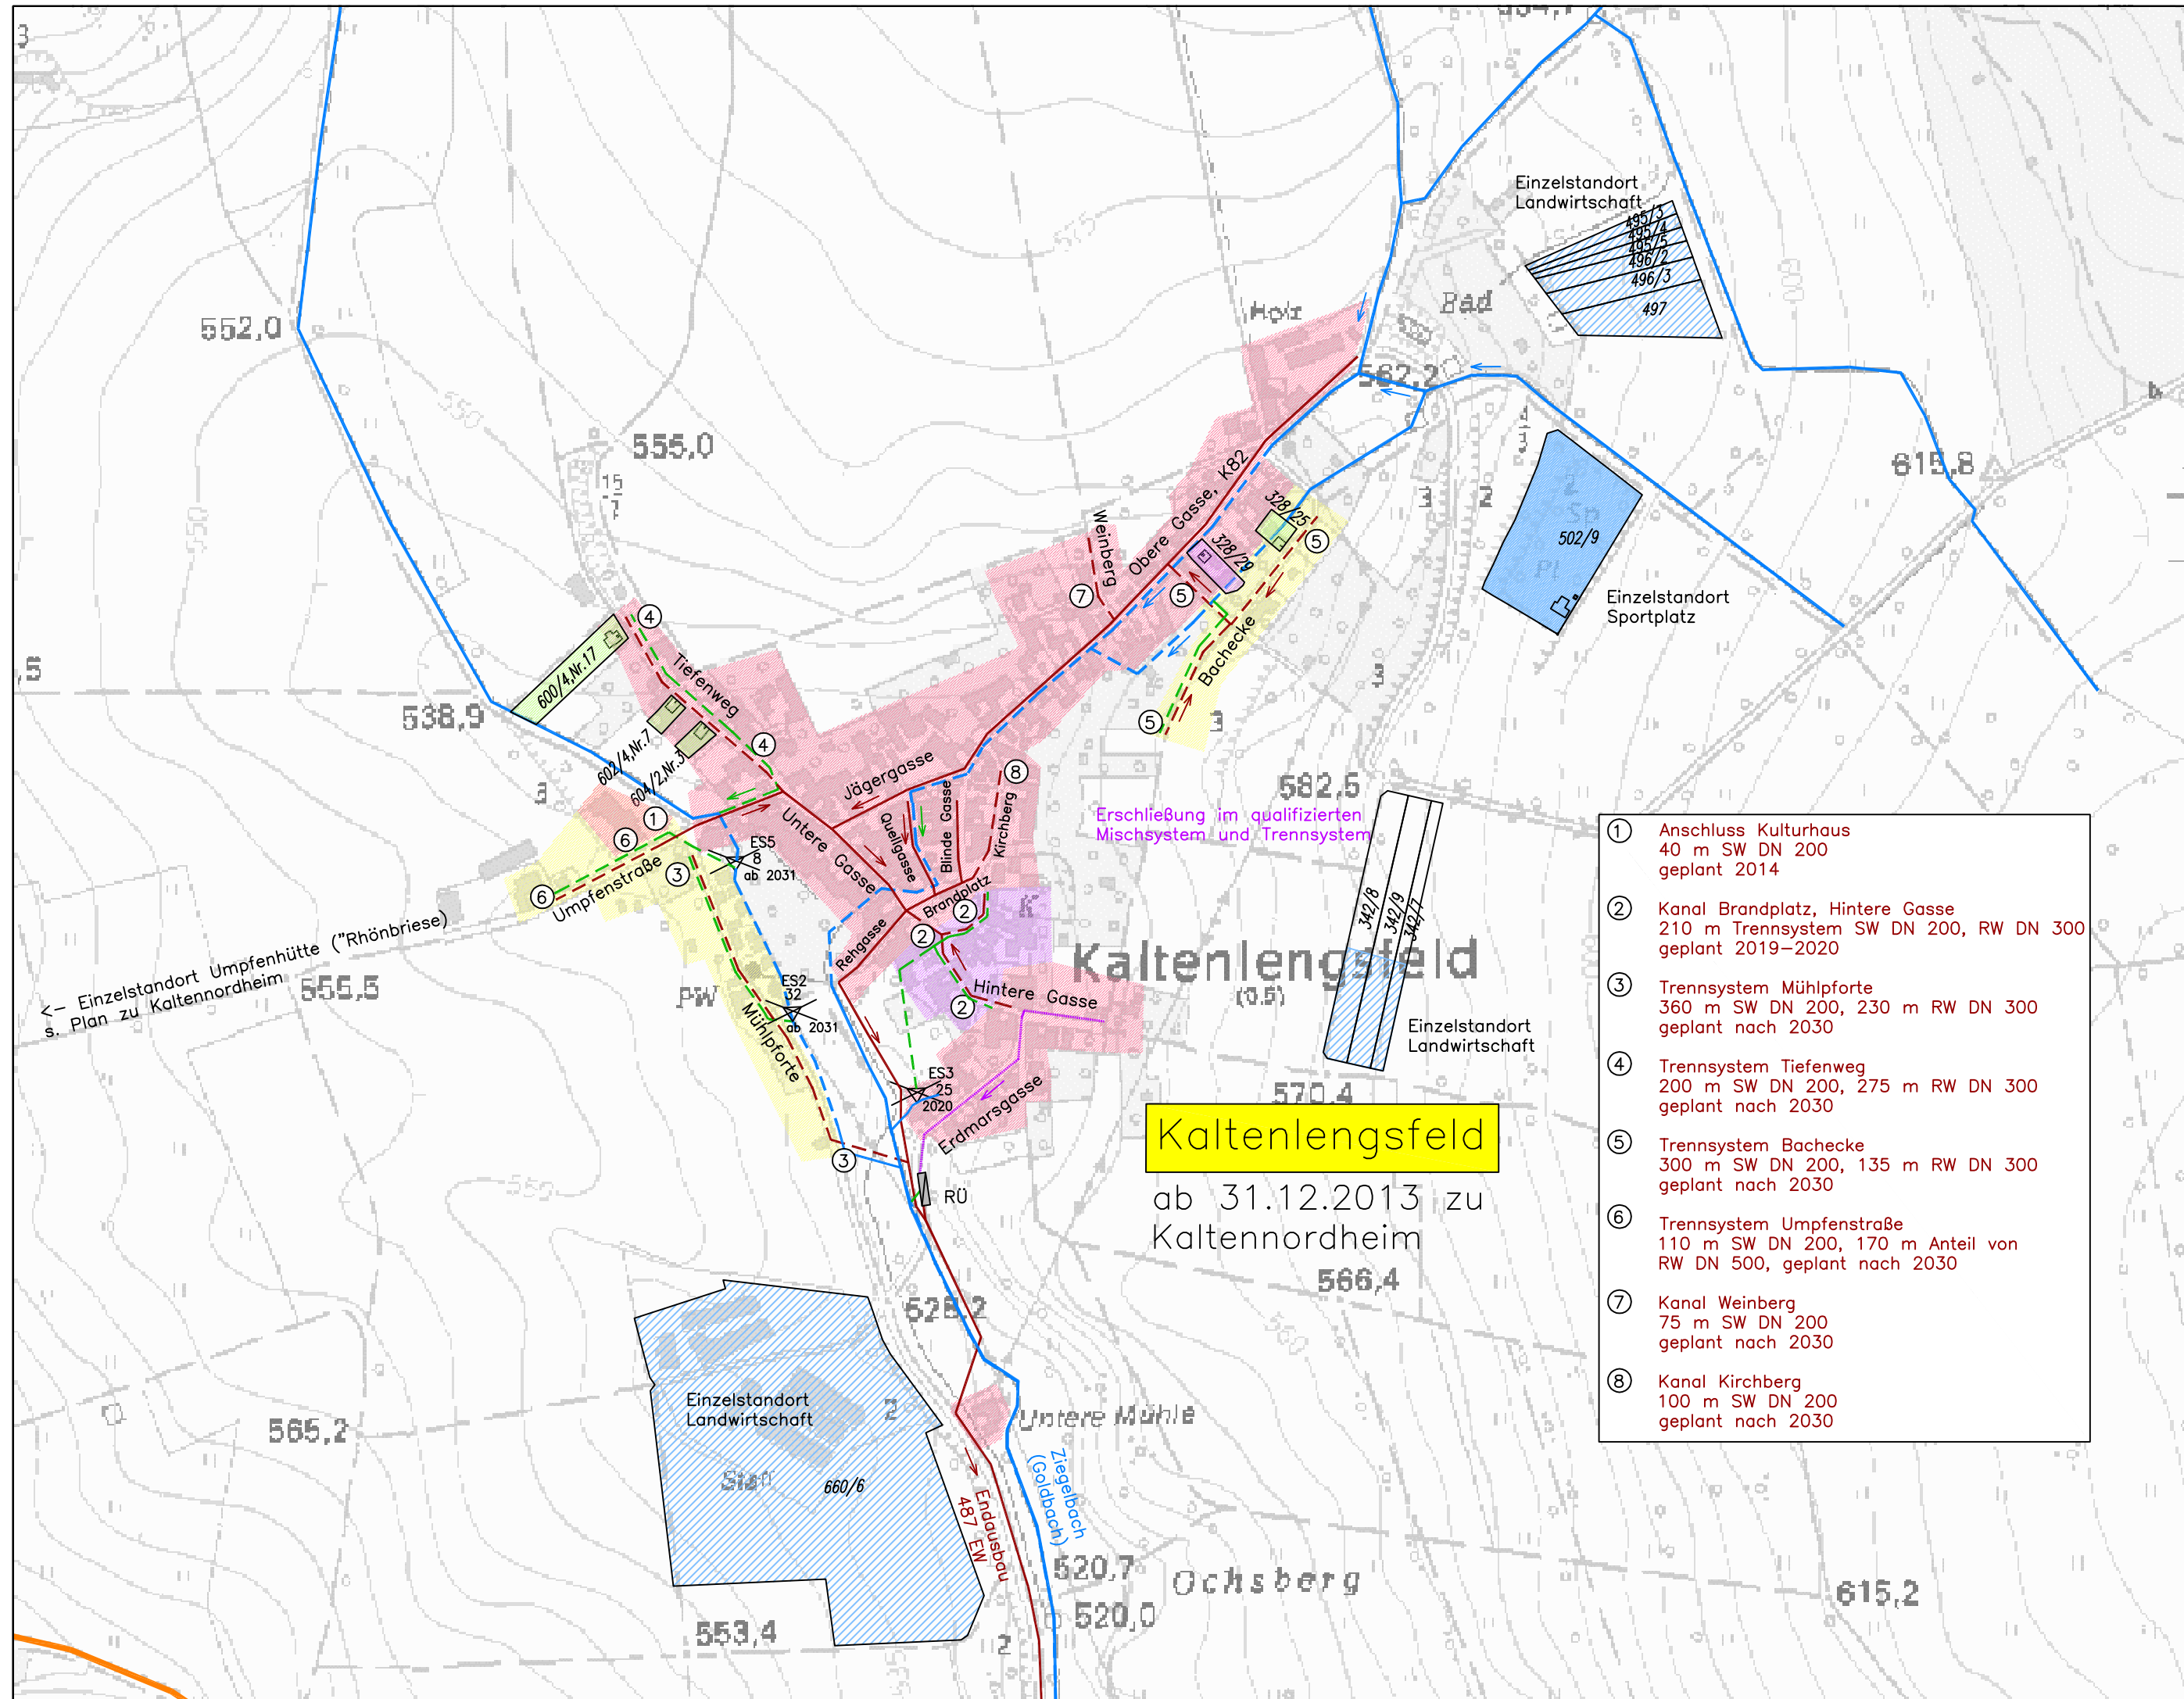 Einzelstandort
Landwirtschaft
495/3
495/4
495/5
496/2
496/3
497
Bad
Holz
552,0
562,2
555,0
550
615,8
Obere Gasse, K82
Weinberg
328/25
328/29
502/9
Einzelstandort
Sportplatz
Bachecke
5
5
5
7
4
Tiefenweg
600/4,Nr.17
602/4,Nr.7
604/2,Nr.3
4
538,9
Jägergasse
8
Kirchberg
Blinde Gasse
Quellgasse
Untere Gasse
Brandplatz
Rehgasse
582,5
Erschließung im qualifizierten
Mischsystem und Trennsystem
1
6
6
3
Umpfenstraße
ES5
8
ab 2031
2
2
2
K
Kaltenlengsfeld
(0.5)
Hintere Gasse
342/8
342/9
342/7
<– Einzelstandort Umpfenhütte ("Rhönbriese)
s. Plan zu Kaltennordheim
555,5
PW
ES2
32
ab 2031
Mühlpforte
3
Einzelstandort
Landwirtschaft
570,4
ES3
25
2020
Erdmarsgasse
RÜ
Kaltenlengsfeld
ab 31.12.2013 zu
Kaltennordheim
566,4
528,2
560
565,2
Einzelstandort
Landwirtschaft
660/6
2
Untere Mühle
Ziegelbach
(Goldbach)
Endausbau
487 EW
520,7
520,0
Ochsberg
553,4
2
615,2
1 Anschluss Kulturhaus
40 m SW DN 200
geplant 2014
2 Kanal Brandplatz, Hintere Gasse
210 m Trennsystem SW DN 200, RW DN 300
geplant 2019–2020
3 Trennsystem Mühlpforte
360 m SW DN 200, 230 m RW DN 300
geplant nach 2030
4 Trennsystem Tiefenweg
200 m SW DN 200, 275 m RW DN 300
geplant nach 2030
5 Trennsystem Bachecke
300 m SW DN 200, 135 m RW DN 300
geplant nach 2030
6 Trennsystem Umpfenstraße
110 m SW DN 200, 170 m Anteil von
RW DN 500, geplant nach 2030
7 Kanal Weinberg
75 m SW DN 200
geplant nach 2030
8 Kanal Kirchberg
100 m SW DN 200
geplant nach 2030